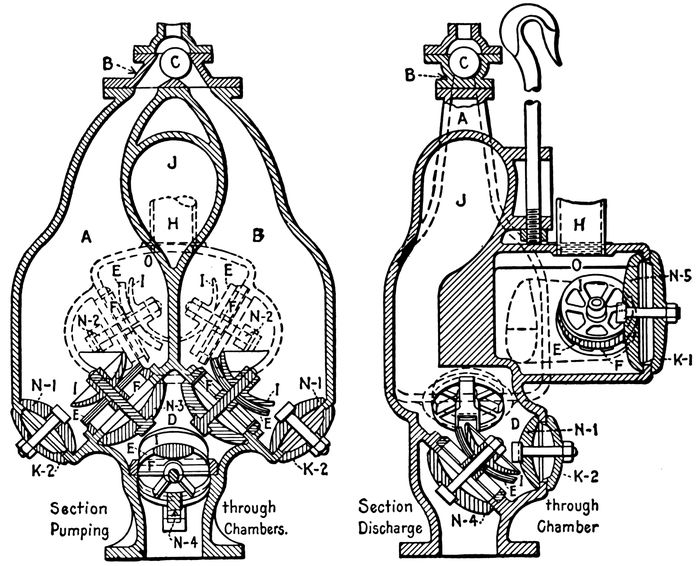 C
B
J
H
A
B
O
E
I
I
E
F
F
N-2
N-2
N-1
I
F
F
I
N-1
E
N-3
E
D
K-2
E
I
K-2
F
Section
through
Pumping
Chambers.
N-4
C
B
A
J
H
O
N-5
E
F
K-1
D
N-1
I
K-2
E
N-4
Section
through
Discharge
Chamber